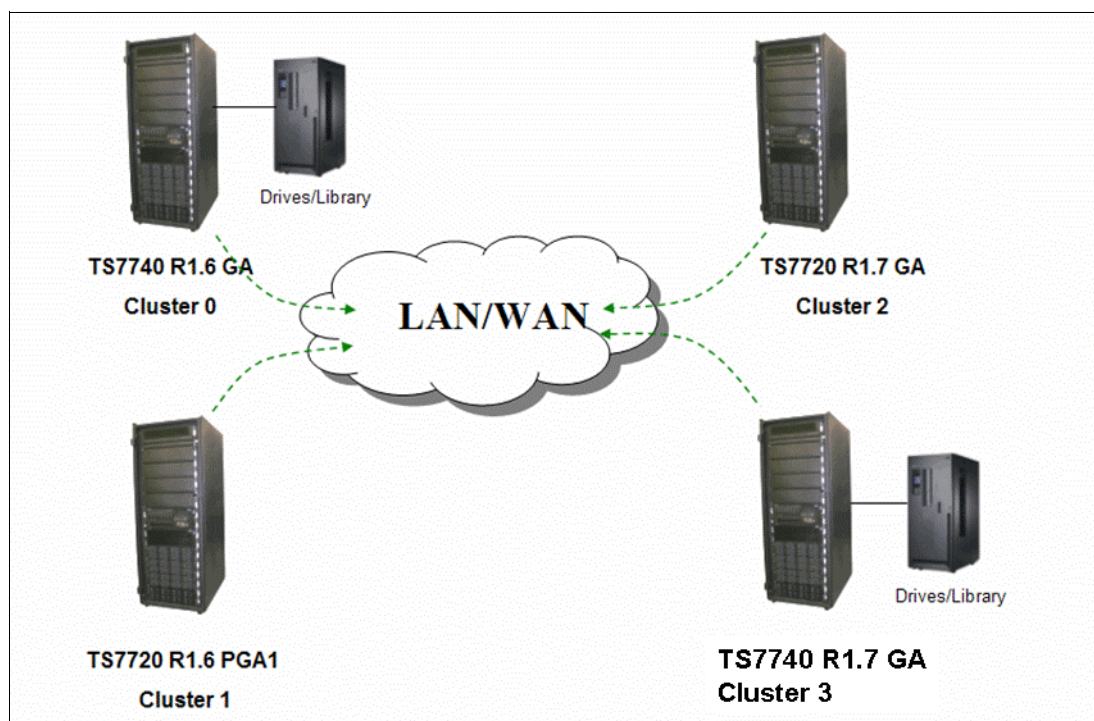 Drives/Library
TS7740 R1.6 GA
Cluster 0
TS7720 R1.7 GA
Cluster 2
LAN/WAN
Drives/Library
TS7720 R1.6 PGA1
Cluster 1
TS7740 R1.7 GA
Cluster 3